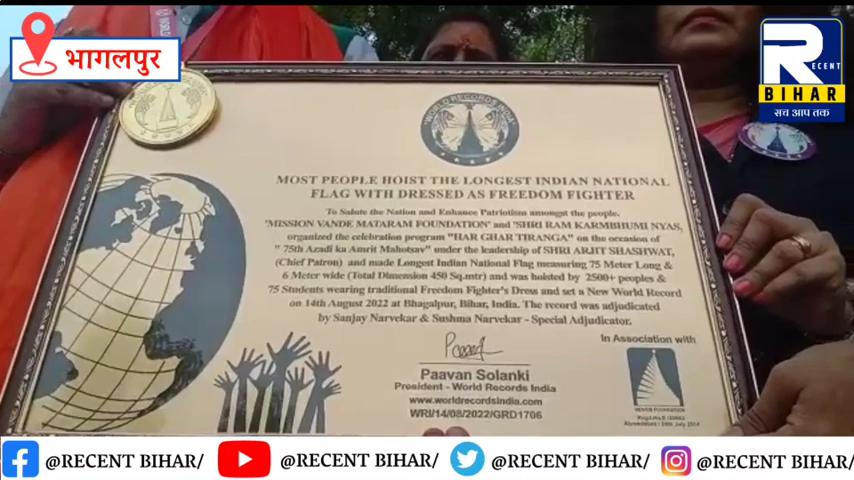 भागलपुर
RECENT
BIHAR
सच आप तक
WORLD RECORDS INDIA
MOST PEOPLE HOIST THE LONGEST INDIAN NATIONAL
FLAG WITH DRESSED AS FREEDOM FIGHTER
To Salute the Nation and Enhance Patriotism amongst the people.
'MISSION VANDE MATARAM FOUNDATION' and 'SHRI RAM KARMBHUMI NYAS,
organized the celebration program "HAR GHAR TIRANGA" on the occasion of
" 75th Azadi ka Amrit Mahotsav" under the leadership of SHRI ARJIT SHASHWAT,
(Chief Patron) and made Longest Indian National Flag measuring 75 Meter Long &
6 Meter wide (Total Dimension 450 Sq.mtr) and was hoisted by 2500+ peoples &
75 Students wearing traditional Freedom Fighter's Dress and set a New World Record
on 14th August 2022 at Bhagalpur, Bihar, India. The record was adjudicated
by Sanjay Narvekar & Sushma Narvekar - Special Adjudicator.
In Association with
Paavan Solanki
President - World Records India
www.worldrecordsindia.com
WRI/14/08/2022/GRD1706
@RECENT BIHAR/ @RECENT BIHAR/ @RECENT BIHAR/ @RECENT BIHAR/